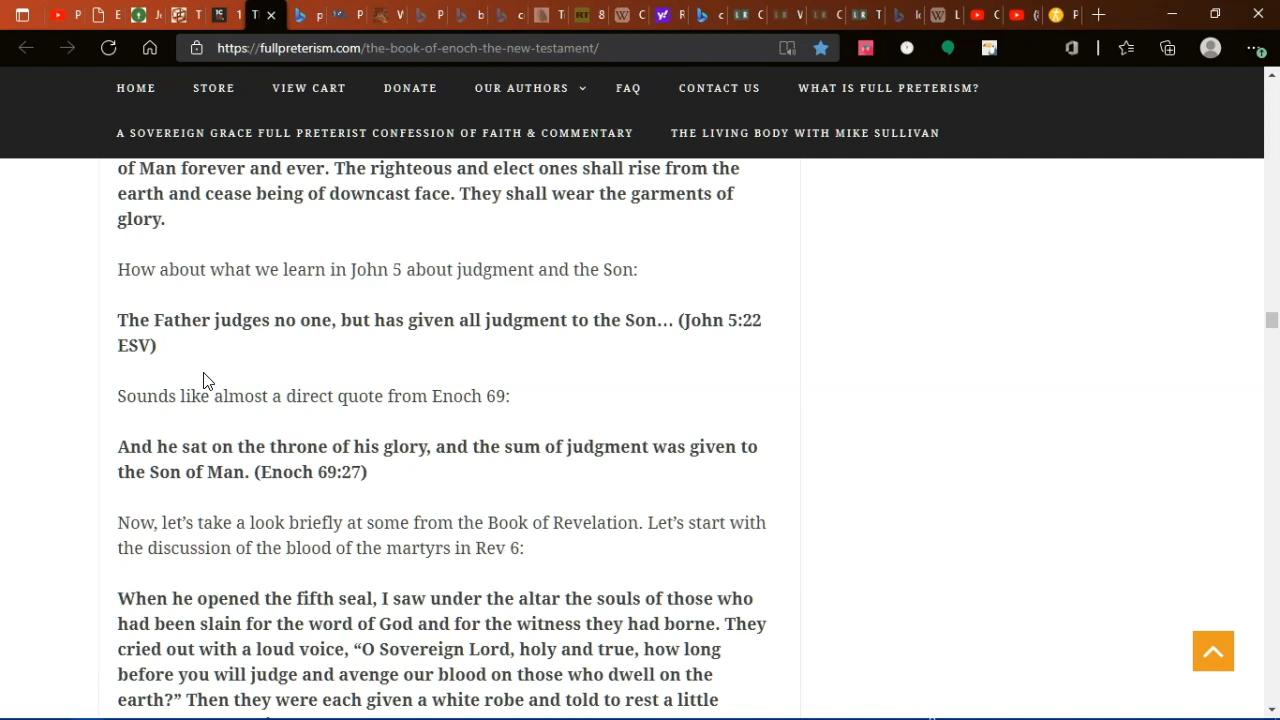 https://fullpreterism.com/the-book-of-enoch-the-new-testament/
HOME STORE VIEW CART DONATE OUR AUTHORS FAQ CONTACT US WHAT IS FULL PRETERISM?
A SOVEREIGN GRACE FULL PRETERIST CONFESSION OF FAITH & COMMENTARY THE LIVING BODY WITH MIKE SULLIVAN
of Man forever and ever. The righteous and elect ones shall rise from the
earth and cease being of downcast face. They shall wear the garments of
glory.
How about what we learn in John 5 about judgment and the Son:
The Father judges no one, but has given all judgment to the Son… (John 5:22
ESV)
Sounds like almost a direct quote from Enoch 69:
And he sat on the throne of his glory, and the sum of judgment was given to
the Son of Man. (Enoch 69:27)
Now, let’s take a look briefly at some from the Book of Revelation. Let’s start with
the discussion of the blood of the martyrs in Rev 6:
When he opened the fifth seal, I saw under the altar the souls of those who
had been slain for the word of God and for the witness they had borne. They
cried out with a loud voice, “O Sovereign Lord, holy and true, how long
before you will judge and avenge our blood on those who dwell on the
earth?” Then they were each given a white robe and told to rest a little